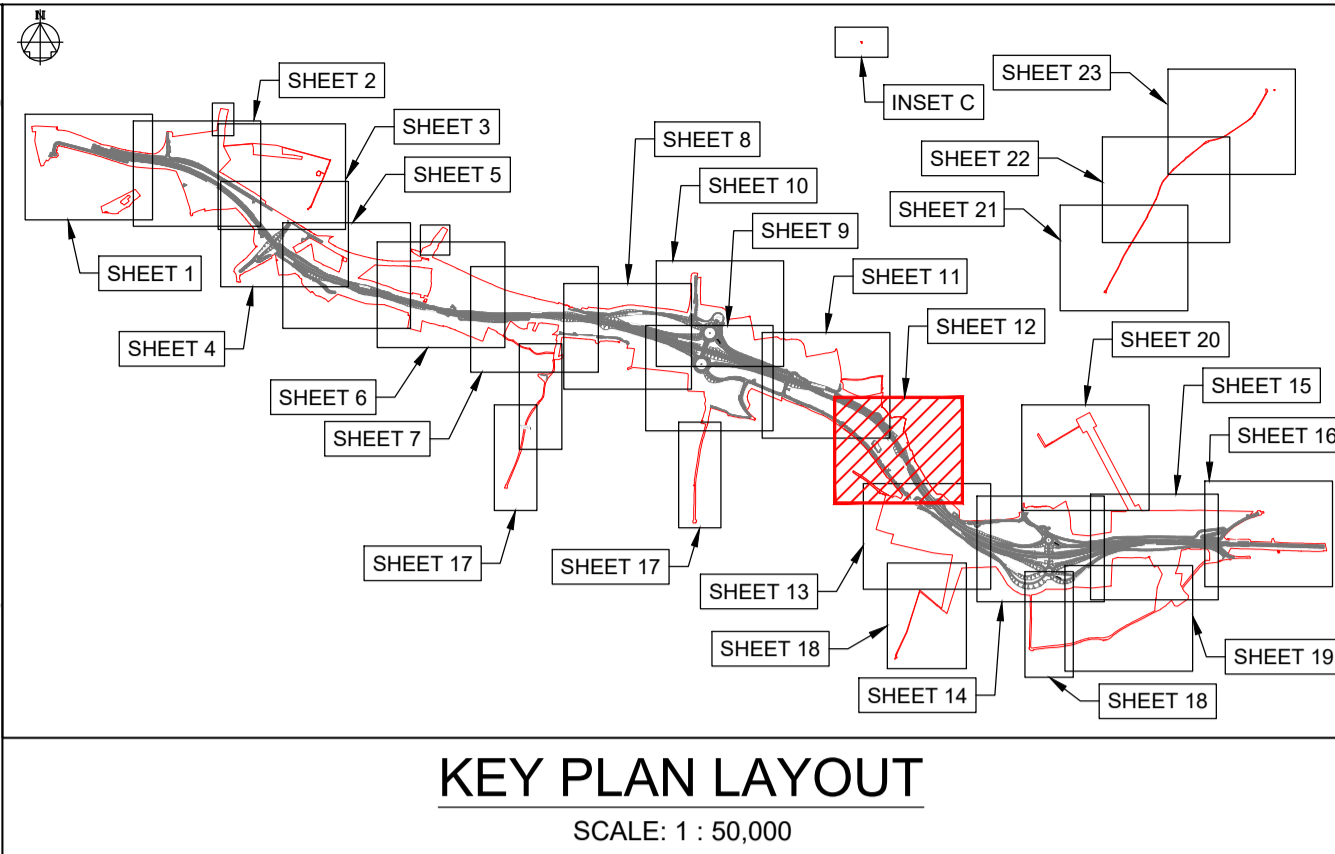 N
SHEET 2
SHEET 3
SHEET 5
SHEET 8
SHEET 10
SHEET 9
SHEET 11
INSET C
SHEET 23
SHEET 22
SHEET 21
SHEET 1
SHEET 4
SHEET 6
SHEET 7
SHEET 12
SHEET 20
SHEET 15
SHEET 16
SHEET 17
SHEET 17
SHEET 13
SHEET 18
SHEET 14
SHEET 18
SHEET 19
KEY PLAN LAYOUT
SCALE: 1 : 50,000